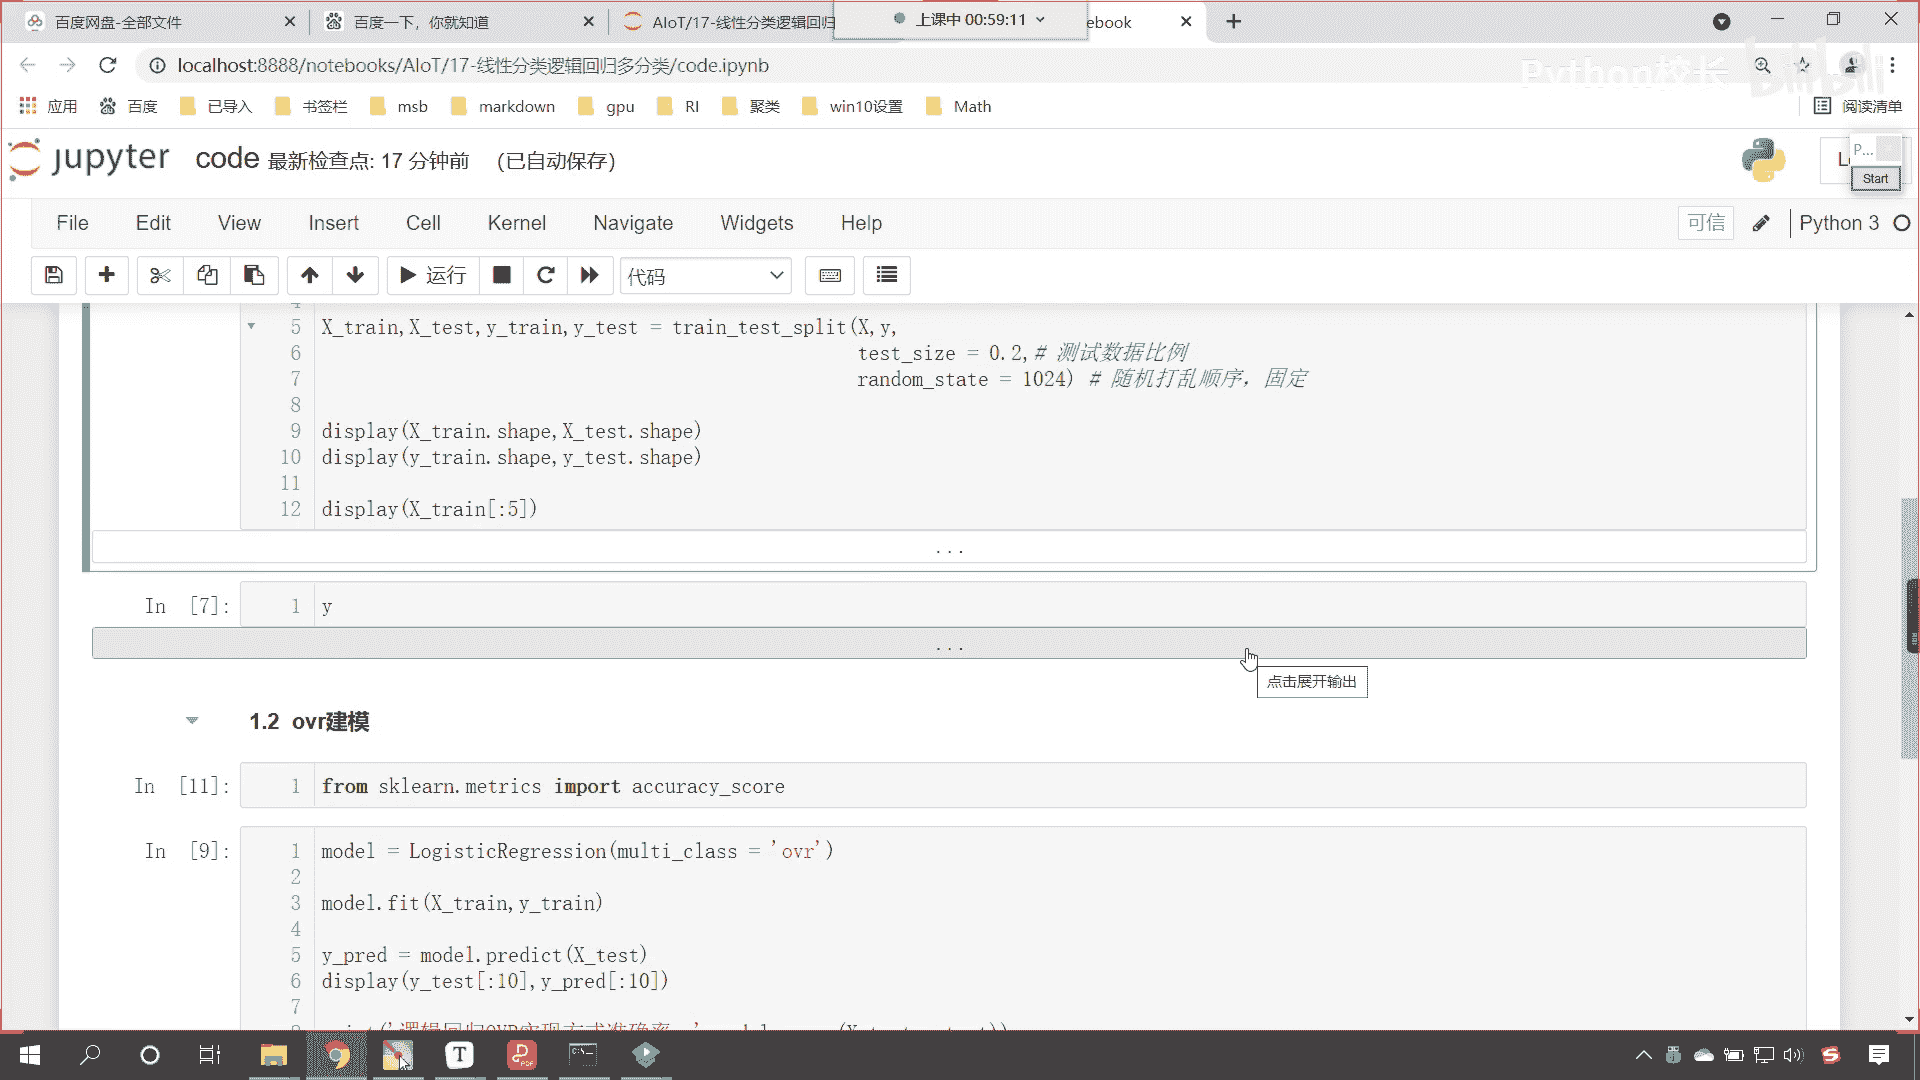 百度网盘-全部文件
百度一下，你就知道
AIoT/17-线性分类逻辑回归
上课中 00:59:11
ebook
localhost:8888/notebooks/AIoT/17-线性分类逻辑回归多分类/code.ipynb
Python校长
bilibili
应用 百度 已导入 书签栏 msb markdown gpu RI 聚类 win10设置 Math 阅读清单
jupyter code 最新检查点: 17 分钟前 (已自动保存)
P...
Start
File Edit View Insert Cell Kernel Navigate Widgets Help 可信 Python 3
运行 代码
5 X_train,X_test,y_train,y_test = train_test_split(X,y,
6 test_size = 0.2,# 测试数据比例
7 random_state = 1024) # 随机打乱顺序，固定
8
9 display(X_train.shape,X_test.shape)
10 display(y_train.shape,y_test.shape)
11
12 display(X_train[:5])
...
In [7]: 1 y
...
点击展开输出
1.2 ovr建模
In [11]: 1 from sklearn.metrics import accuracy_score
In [9]: 1 model = LogisticRegression(multi_class = 'ovr')
2
3 model.fit(X_train,y_train)
4
5 y_pred = model.predict(X_test)
6 display(y_test[:10],y_pred[:10])
7